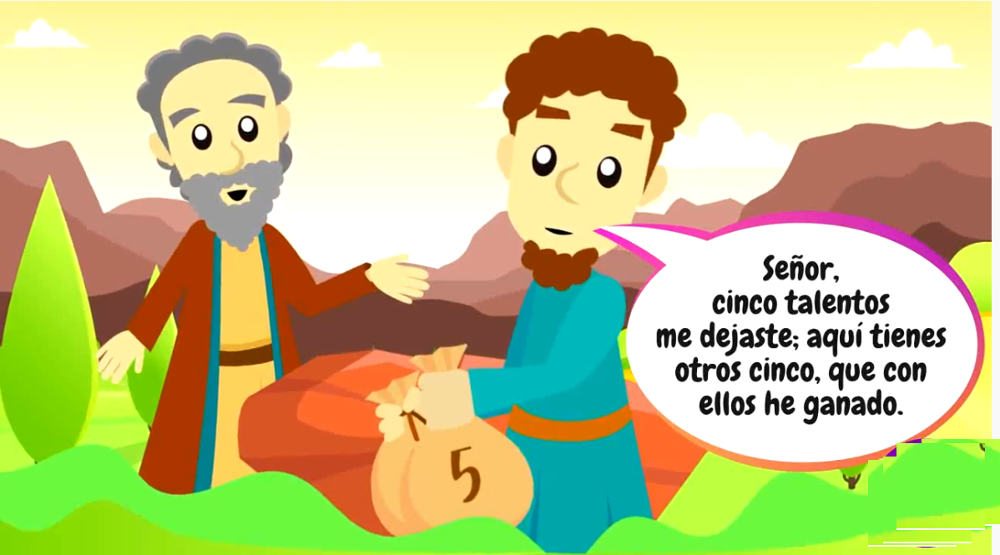 Señor,
cinco talentos
me dejaste; aquí tienes
otros cinco, que con
ellos he ganado.
5